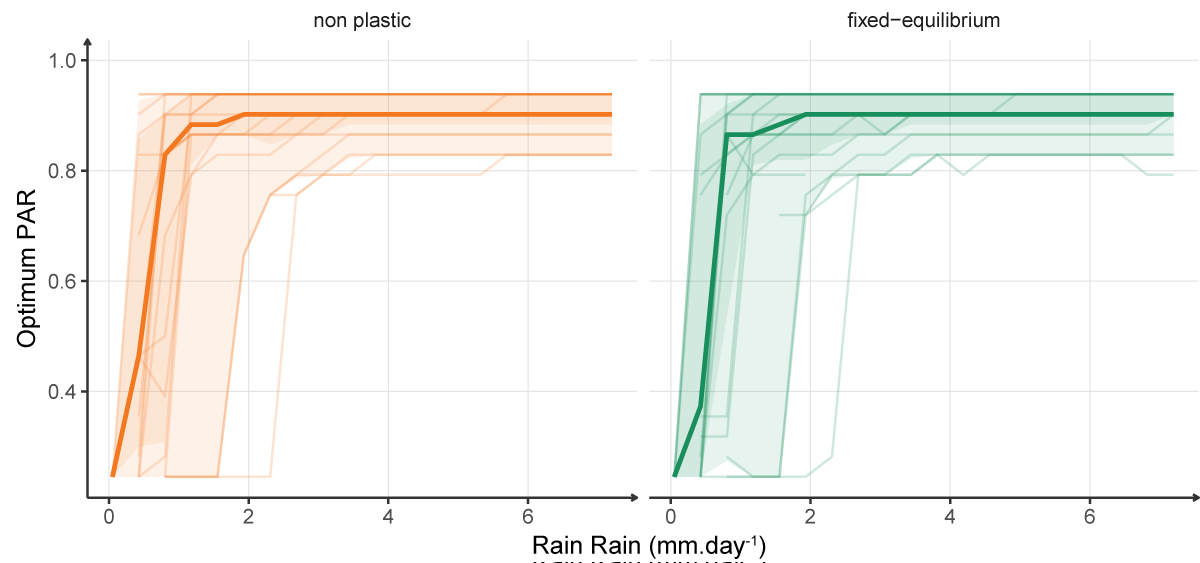 non plastic
fixed−equilibrium
1.0
0.8
0.6
0.4
Optimum PAR
0 2 4 6
0 2 4 6
Rain Rain (mm.day⁻¹)